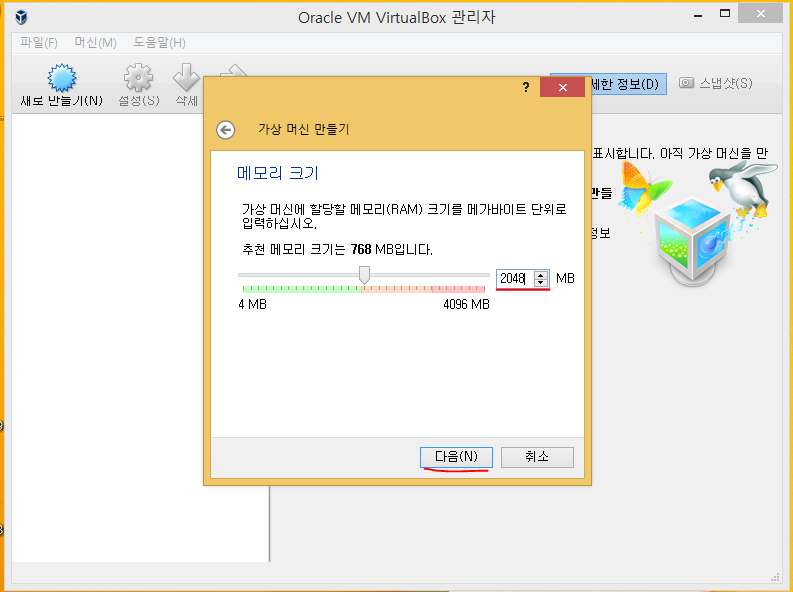 Oracle VM VirtualBox 관리자
파일(F) 머신(M) 도움말(H)
새로 만들기(N) 설정(S) 삭제
세한 정보(D) 스냅샷(S)
표시합니다. 아직 가상 머신을 만
만들
정보
?
가상 머신 만들기
메모리 크기
가상 머신에 할당할 메모리(RAM) 크기를 메가바이트 단위로
입력하십시오.
추천 메모리 크기는 768 MB입니다.
2048 MB
4 MB 4096 MB
다음(N) 취소